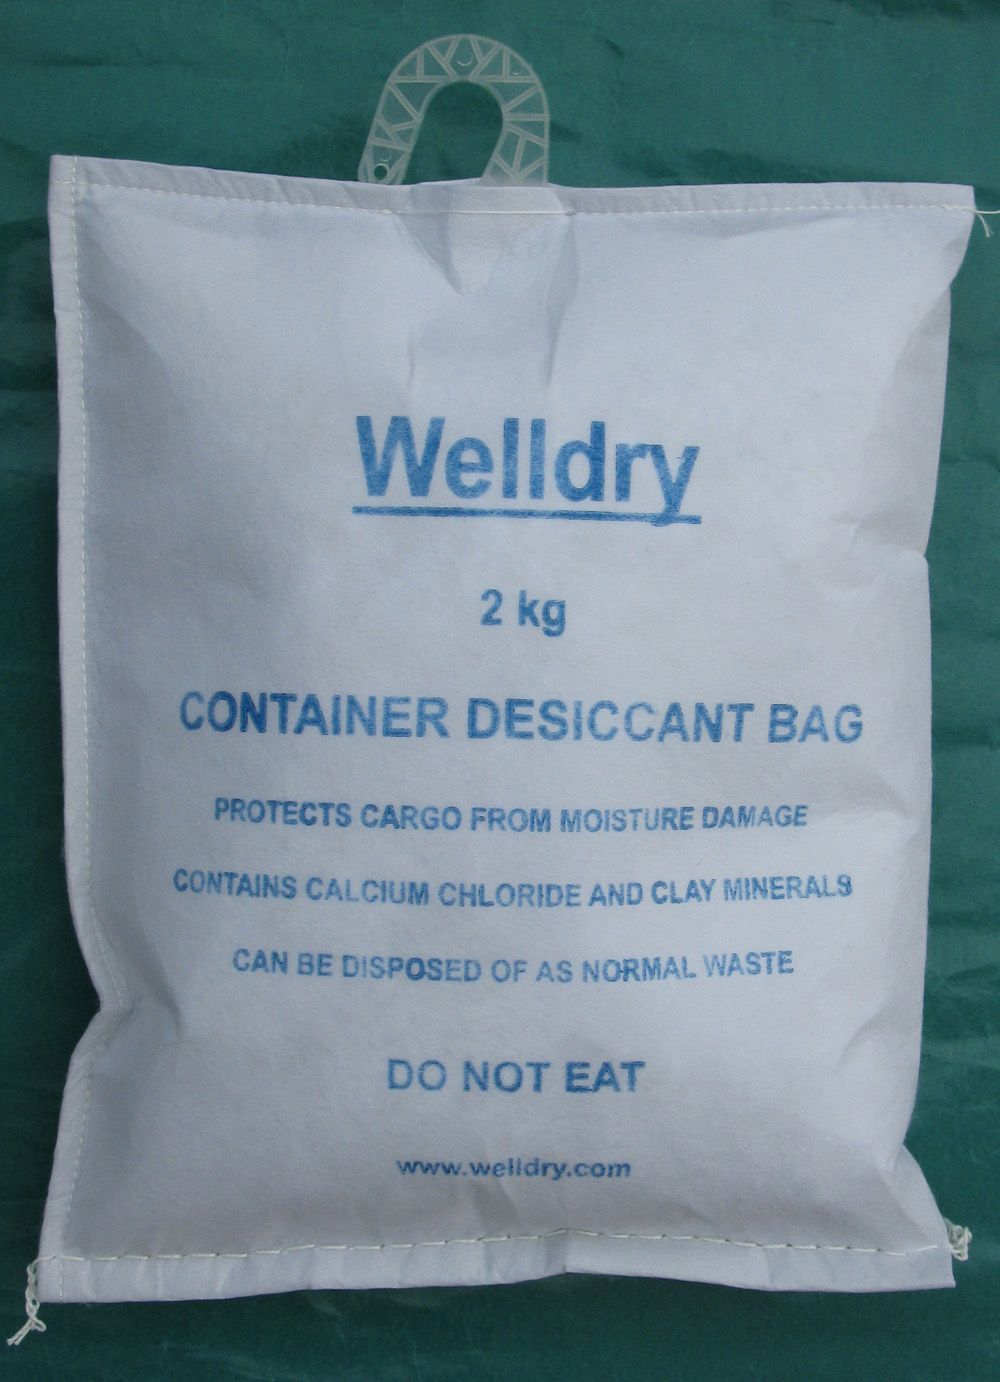 Welldry
2 kg
CONTAINER DESICCANT BAG
PROTECTS CARGO FROM MOISTURE DAMAGE
CONTAINS CALCIUM CHLORIDE AND CLAY MINERALS
CAN BE DISPOSED OF AS NORMAL WASTE
DO NOT EAT
www.welldry.com